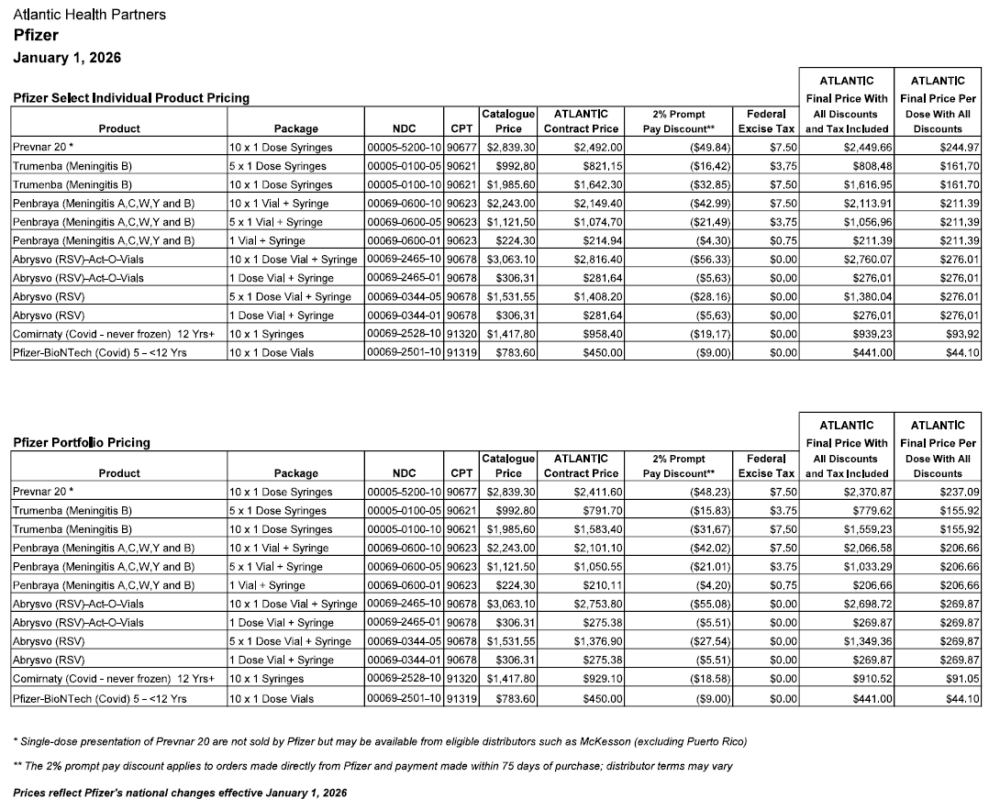 Atlantic Health Partners
Pfizer
January 1, 2026
Pfizer Select Individual Product Pricing
Product Package NDC CPT Catalogue Price ATLANTIC Contract Price 2% Prompt Pay Discount** Federal Excise Tax ATLANTIC Final Price With All Discounts and Tax Included ATLANTIC Final Price Per Dose With All Discounts
Prevnar 20 * 10 x 1 Dose Syringes 00005-5200-10 90677 $2,839.30 $2,492.00 ($49.84) $7.50 $2,449.66 $244.97
Trumenba (Meningitis B) 5 x 1 Dose Syringes 00005-0100-05 90621 $992.80 $821.15 ($16.42) $3.75 $808.48 $161.70
Trumenba (Meningitis B) 10 x 1 Dose Syringes 00005-0100-10 90621 $1,985.60 $1,642.30 ($32.85) $7.50 $1,616.95 $161.70
Penbraya (Meningitis A,C,W,Y and B) 10 x 1 Vial + Syringe 00069-0600-10 90623 $2,243.00 $2,149.40 ($42.99) $7.50 $2,113.91 $211.39
Penbraya (Meningitis A,C,W,Y and B) 5 x 1 Vial + Syringe 00069-0600-05 90623 $1,121.50 $1,074.70 ($21.49) $3.75 $1,056.96 $211.39
Penbraya (Meningitis A,C,W,Y and B) 1 Vial + Syringe 00069-0600-01 90623 $224.30 $214.94 ($4.30) $0.75 $211.39 $211.39
Abrysvo (RSV)-Act-O-Vials 10 x 1 Dose Vial + Syringe 00069-2465-10 90678 $3,063.10 $2,816.40 ($56.33) $0.00 $2,760.07 $276.01
Abrysvo (RSV)-Act-O-Vials 1 Dose Vial + Syringe 00069-2465-01 90678 $306.31 $281.64 ($5.63) $0.00 $276.01 $276.01
Abrysvo (RSV) 5 x 1 Dose Vial + Syringe 00069-0344-05 90678 $1,531.55 $1,408.20 ($28.16) $0.00 $1,380.04 $276.01
Abrysvo (RSV) 1 Dose Vial + Syringe 00069-0344-01 90678 $306.31 $281.64 ($5.63) $0.00 $276.01 $276.01
Comirnaty (Covid - never frozen) 12 Yrs+ 10 x 1 Syringes 00069-2528-10 91320 $1,417.80 $958.40 ($19.17) $0.00 $939.23 $93.92
Pfizer-BioNTech (Covid) 5 - <12 Yrs 10 x 1 Dose Vials 00069-2501-10 91319 $783.60 $450.00 ($9.00) $0.00 $441.00 $44.10
Pfizer Portfolio Pricing
Product Package NDC CPT Catalogue Price ATLANTIC Contract Price 2% Prompt Pay Discount** Federal Excise Tax ATLANTIC Final Price With All Discounts and Tax Included ATLANTIC Final Price Per Dose With All Discounts
Prevnar 20 * 10 x 1 Dose Syringes 00005-5200-10 90677 $2,839.30 $2,411.60 ($48.23) $7.50 $2,370.87 $237.09
Trumenba (Meningitis B) 5 x 1 Dose Syringes 00005-0100-05 90621 $992.80 $791.70 ($15.83) $3.75 $779.62 $155.92
Trumenba (Meningitis B) 10 x 1 Dose Syringes 00005-0100-10 90621 $1,985.60 $1,583.40 ($31.67) $7.50 $1,559.23 $155.92
Penbraya (Meningitis A,C,W,Y and B) 10 x 1 Vial + Syringe 00069-0600-10 90623 $2,243.00 $2,101.10 ($42.02) $7.50 $2,066.58 $206.66
Penbraya (Meningitis A,C,W,Y and B) 5 x 1 Vial + Syringe 00069-0600-05 90623 $1,121.50 $1,050.55 ($21.01) $3.75 $1,033.29 $206.66
Penbraya (Meningitis A,C,W,Y and B) 1 Vial + Syringe 00069-0600-01 90623 $224.30 $210.11 ($4.20) $0.75 $206.66 $206.66
Abrysvo (RSV)-Act-O-Vials 10 x 1 Dose Vial + Syringe 00069-2465-10 90678 $3,063.10 $2,753.80 ($55.08) $0.00 $2,698.72 $269.87
Abrysvo (RSV)-Act-O-Vials 1 Dose Vial + Syringe 00069-2465-01 90678 $306.31 $275.38 ($5.51) $0.00 $269.87 $269.87
Abrysvo (RSV) 5 x 1 Dose Vial + Syringe 00069-0344-05 90678 $1,531.55 $1,376.90 ($27.54) $0.00 $1,349.36 $269.87
Abrysvo (RSV) 1 Dose Vial + Syringe 00069-0344-01 90678 $306.31 $275.38 ($5.51) $0.00 $269.87 $269.87
Comirnaty (Covid - never frozen) 12 Yrs+ 10 x 1 Syringes 00069-2528-10 91320 $1,417.80 $929.10 ($18.58) $0.00 $910.52 $91.05
Pfizer-BioNTech (Covid) 5 - <12 Yrs 10 x 1 Dose Vials 00069-2501-10 91319 $783.60 $450.00 ($9.00) $0.00 $441.00 $44.10
* Single-dose presentation of Prevnar 20 are not sold by Pfizer but may be available from eligible distributors such as McKesson (excluding Puerto Rico)
** The 2% prompt pay discount applies to orders made directly from Pfizer and payment made within 75 days of purchase; distributor terms may vary
Prices reflect Pfizer's national changes effective January 1, 2026